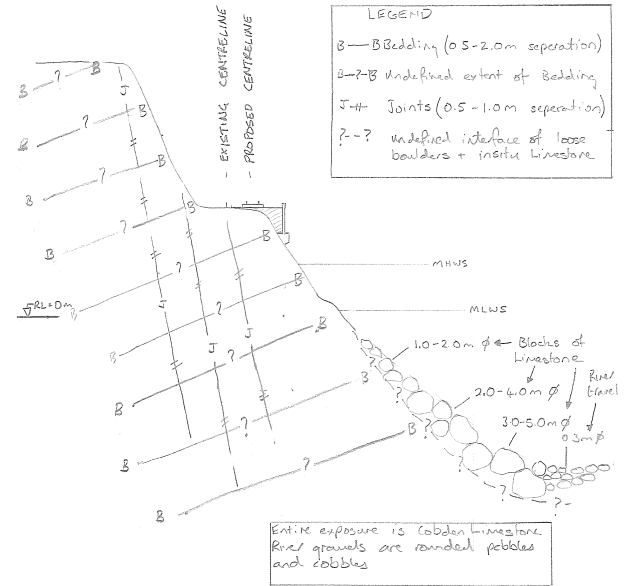 LEGEND
B — B Bedding (0.5-2.0m seperation)
B-?-B Undefined extent of Bedding
J-H- Joints (0.5-1.0m seperation)
?--? undefined interface of loose
boulders + insitu Limestone
- EXISTING CENTRELINE
- PROPOSED CENTRELINE
B ? B
J
B B
B ? B
B ? B
B ? B
MHWS
RL=0m
J
B ? B
MLWS
B ? B
J J
1.0-2.0m ø
Blocks of
Limestone
?
2.0-4.0m ø
River
travel
3.0-5.0m ø
0.3m ø
B ? B
B ? B
? ? ? ? ? ?-
Entire exposure is Cobden Limestone
River gravels are rounded pebbles
and cobbles